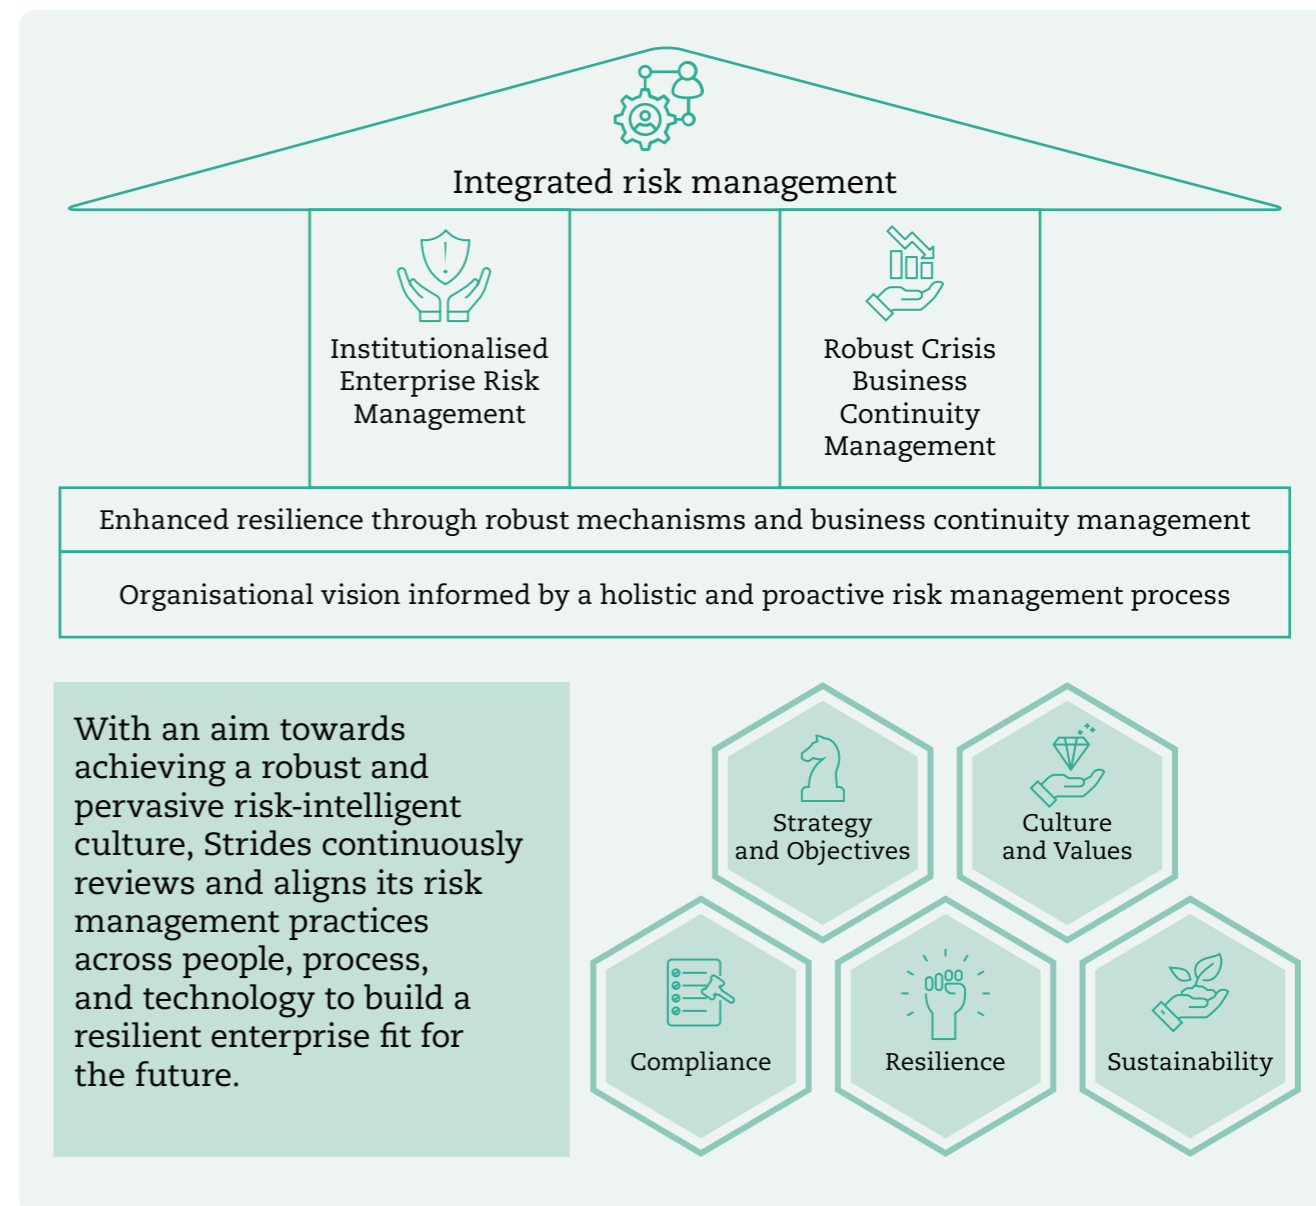 Integrated risk management
Institutionalised
Enterprise Risk
Management
Robust Crisis
Business
Continuity
Management
Enhanced resilience through robust mechanisms and business continuity management
Organisational vision informed by a holistic and proactive risk management process
With an aim towards
achieving a robust and
pervasive risk-intelligent
culture, Strides continuously
reviews and aligns its risk
management practices
across people, process,
and technology to build a
resilient enterprise fit for
the future.
Strategy
and Objectives
Culture
and Values
Compliance
Resilience
Sustainability